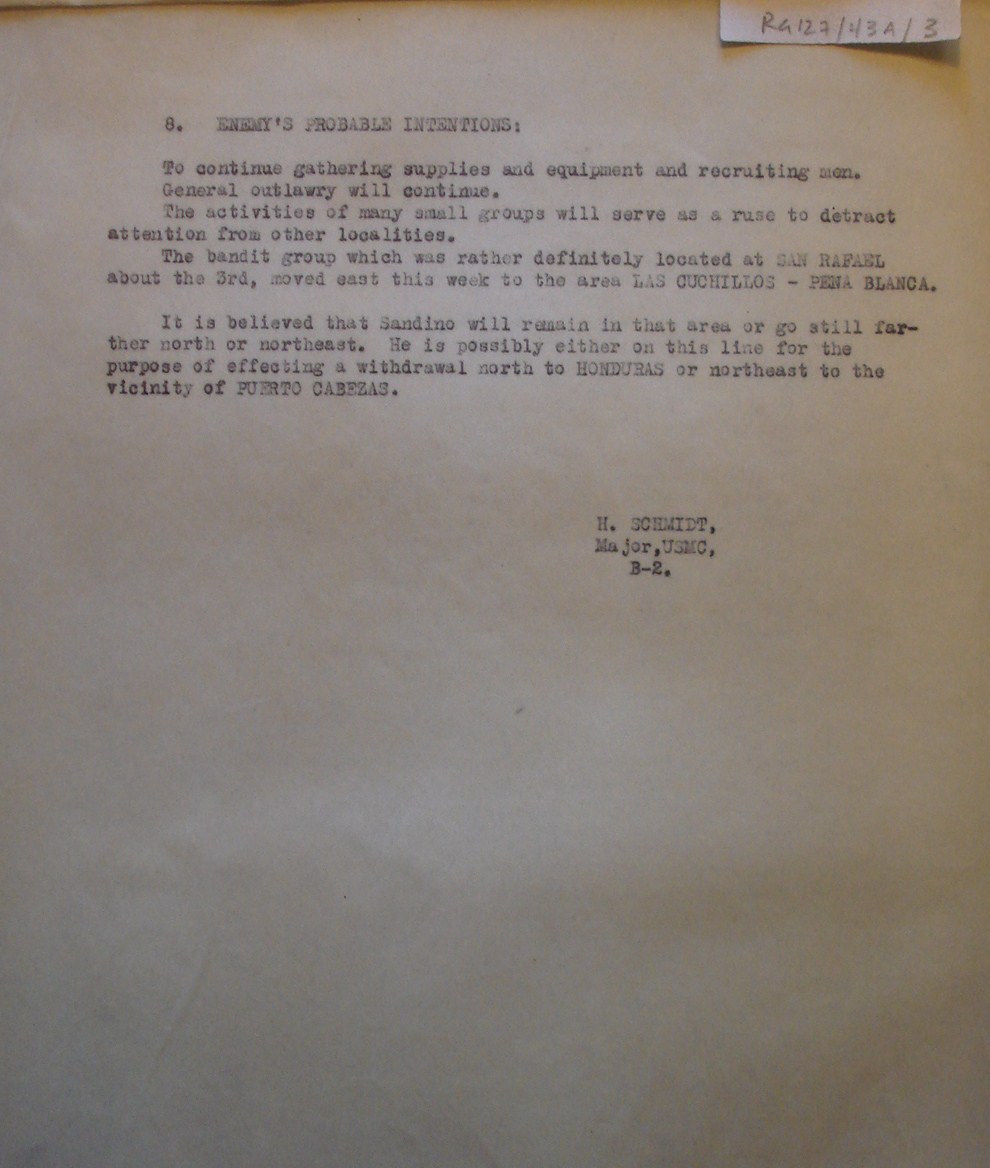 RG127/43A/3
8. ENEMY'S PROBABLE INTENTIONS:
To continue gathering supplies and equipment and recruiting men.
General outlawry will continue.
The activities of many small groups will serve as a ruse to detract
attention from other localities.
The bandit group which was rather definitely located at SAN RAFAEL
about the 3rd, moved east this week to the area LAS CUCHILLOS - PENA BLANCA.
It is believed that Sandino will remain in that area or go still far-
ther north or northeast. He is possibly either on this line for the
purpose of effecting a withdrawal north to HONDURAS or northeast to the
vicinity of PUERTO CABEZAS.
H. SCHMIDT,
Major,USMC,
B-2.